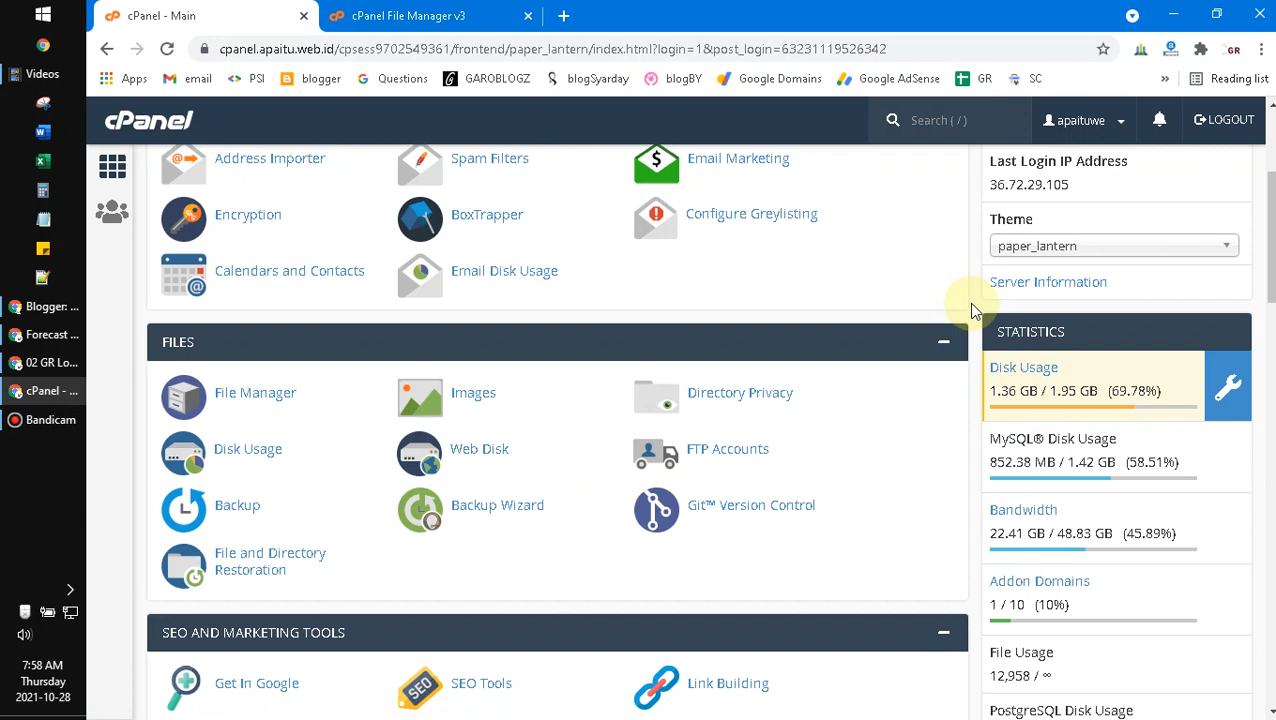 cPanel - Main
cPanel File Manager v3
cpanel.apaitu.web.id/cpsess9702549361/frontend/paper_lantern/index.html?login=1&post_login=63231119526342
GR
Apps
email
PSI
blogger
Questions
GAROBLOGZ
blogSyarday
blogBY
Google Domains
Google AdSense
GR
SC
»
Reading list
Videos
Blogger: ...
Forecast ...
02 GR Lo...
cPanel - ...
Bandicam
7:58 AM
Thursday
2021-10-28
cPanel
Search ( / )
apaituwe
LOGOUT
Address Importer
Spam Filters
Email Marketing
Encryption
BoxTrapper
Configure Greylisting
Calendars and Contacts
Email Disk Usage
FILES
File Manager
Images
Directory Privacy
Disk Usage
Web Disk
FTP Accounts
Backup
Backup Wizard
Git™ Version Control
File and Directory
Restoration
SEO AND MARKETING TOOLS
Get In Google
SEO
SEO Tools
Link Building
Last Login IP Address
36.72.29.105
Theme
paper_lantern
Server Information
STATISTICS
Disk Usage
1.36 GB / 1.95 GB (69.78%)
MySQL® Disk Usage
852.38 MB / 1.42 GB (58.51%)
Bandwidth
22.41 GB / 48.83 GB (45.89%)
Addon Domains
1 / 10 (10%)
File Usage
12,958 / ∞
PostgreSQL Disk Usage